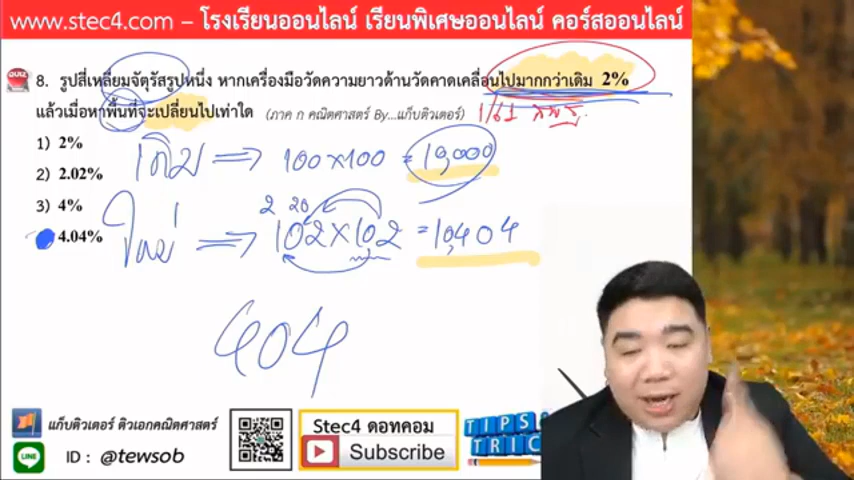 www.stec4.com – โรงเรียนออนไลน์ เรียนพิเศษออนไลน์ คอร์สออนไลน์
QUIZ
8. รูปสี่เหลี่ยมจัตุรัสรูปหนึ่ง หากเครื่องมือวัดความยาวด้านวัดคาดเคลื่อนไปมากกว่าเดิม 2%
แล้วเมื่อหาพื้นที่จะเปลี่ยนไปเท่าใด (ภาค ก คณิตศาสตร์ By...แก็บติวเตอร์)
1) 2%
เดิม ⟹ 100×100 = 10,000
2) 2.02%
3) 4%
2 20
4) 4.04%
ใหม่ ⟹ 102×102 = 10,404
404
แก็บติวเตอร์ ติวเอกคณิตศาสตร์
LINE ID : @tewsob
Stec4 ดอทคอม
Subscribe
TIPS
TRIC